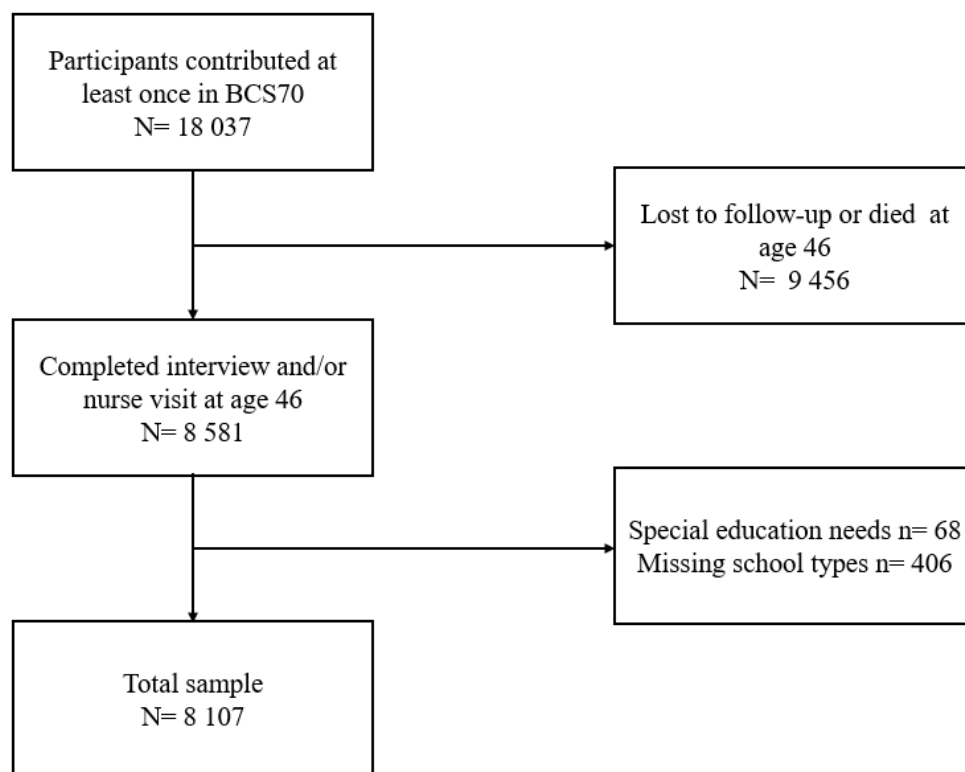 Participants contributed at
least once in BCS70
N= 18 037
Lost to follow-up or died at
age 46
N= 9 456
Completed interview and/or
nurse visit at age 46
N= 8 581
Special education needs n= 68
Missing school types n= 406
Total sample
N= 8 107